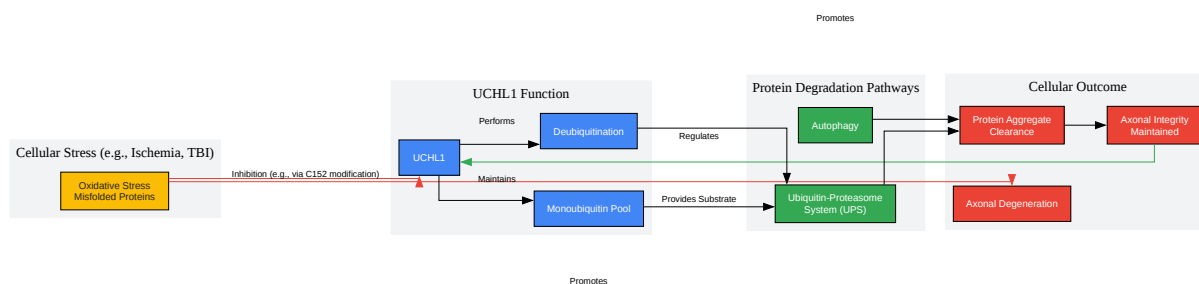 Promotes
UCHL1 Function
Protein Degradation Pathways
Cellular Outcome
Cellular Stress (e.g., Ischemia, TBI)
Oxidative Stress
Misfolded Proteins
Inhibition (e.g., via C152 modification)
UCHL1
Performs
Maintains
Deubiquitination
Monoubiquitin Pool
Regulates
Provides Substrate
Autophagy
Ubiquitin-Proteasome
System (UPS)
Protein Aggregate
Clearance
Axonal Integrity
Maintained
Axonal Degeneration
Promotes